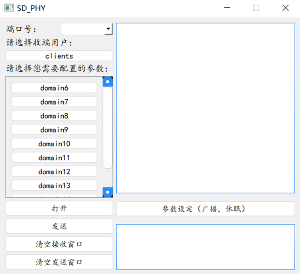 SD_PHY
端口号：
请选择收端用户：
clients
请选择您需要配置的参数：
domain6
domain7
domain8
domain9
domain10
domain11
domain12
domain13
打开
参数设定（广播，休眠）
发送
清空接收窗口
清空发送窗口